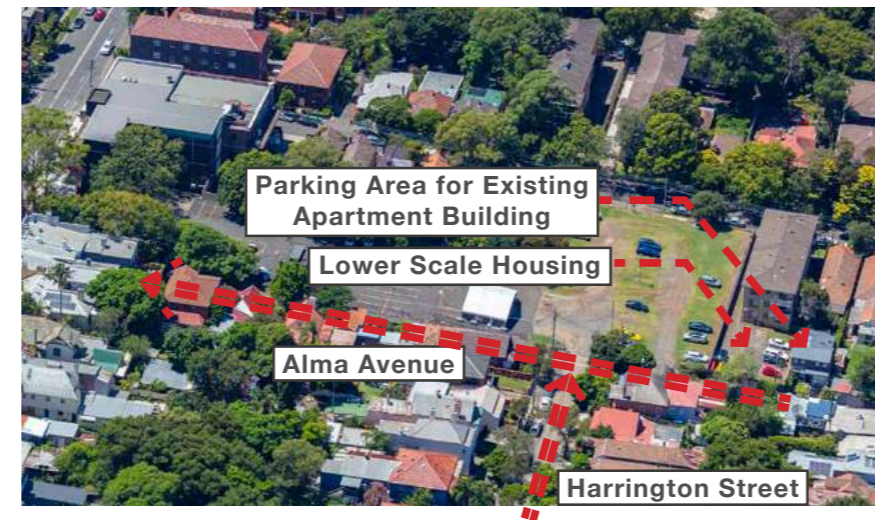 Parking Area for Existing
Apartment Building
Lower Scale Housing
Alma Avenue
Harrington Street